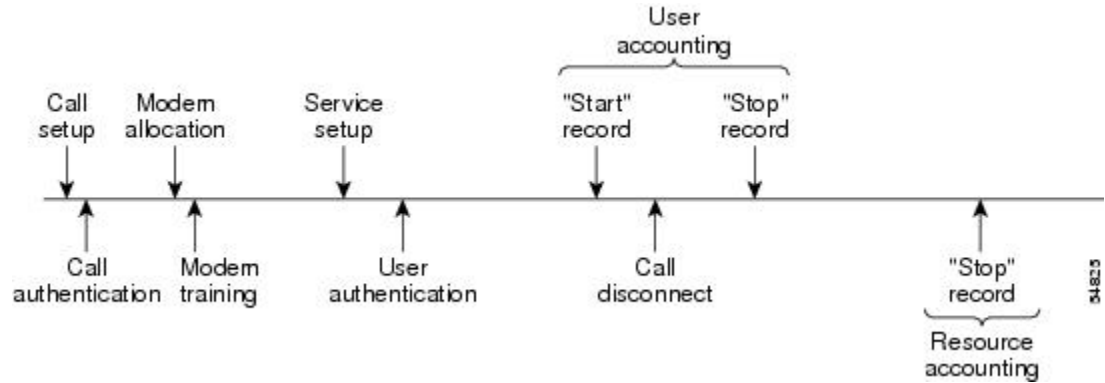 User
accounting
Call
setup
Modem
allocation
Service
setup
"Start"
record
"Stop"
record
Call
authentication
Modem
training
User
authentication
Call
disconnect
"Stop"
record
Resource
accounting
54825